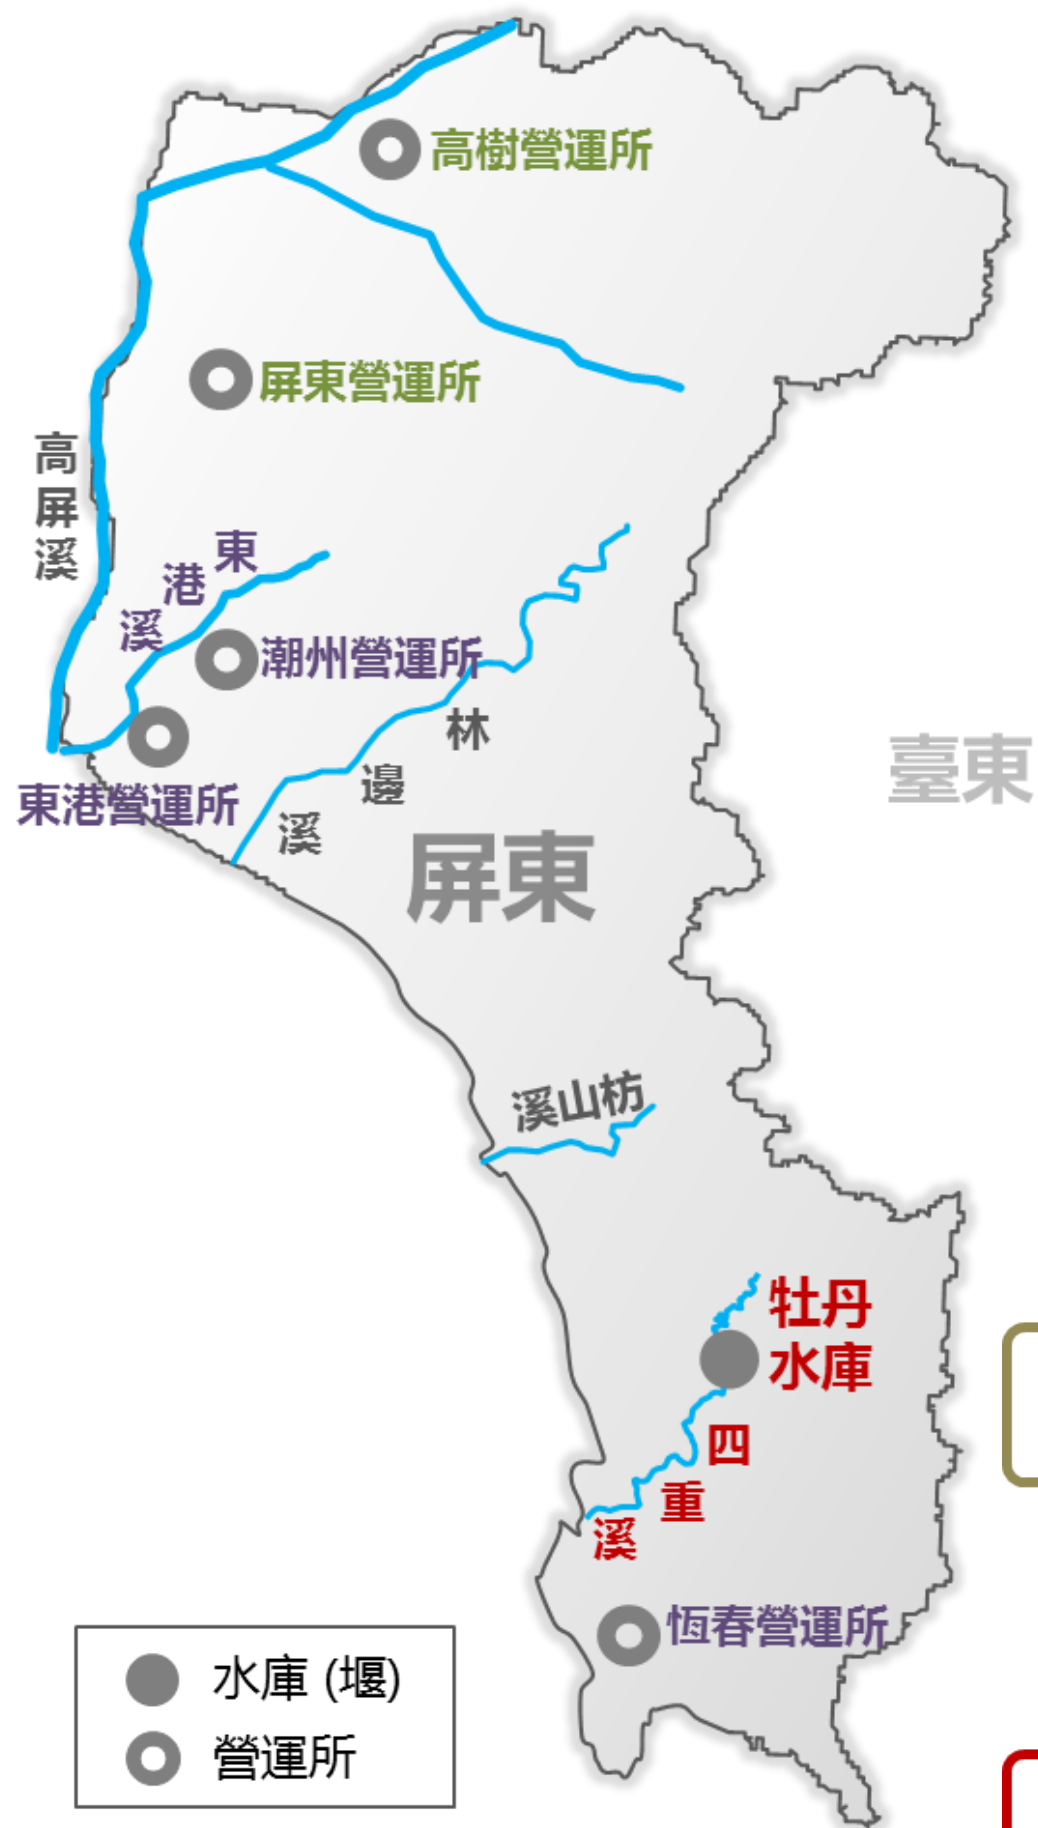 高樹營運所
屏東營運所
高屏溪
東港溪
潮州營運所
東港營運所
林邊溪
臺東
屏東
溪山枋
牡丹
水庫
四重溪
恆春營運所
水庫 (堰)
營運所